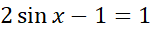 2 sin x − 1 = 1